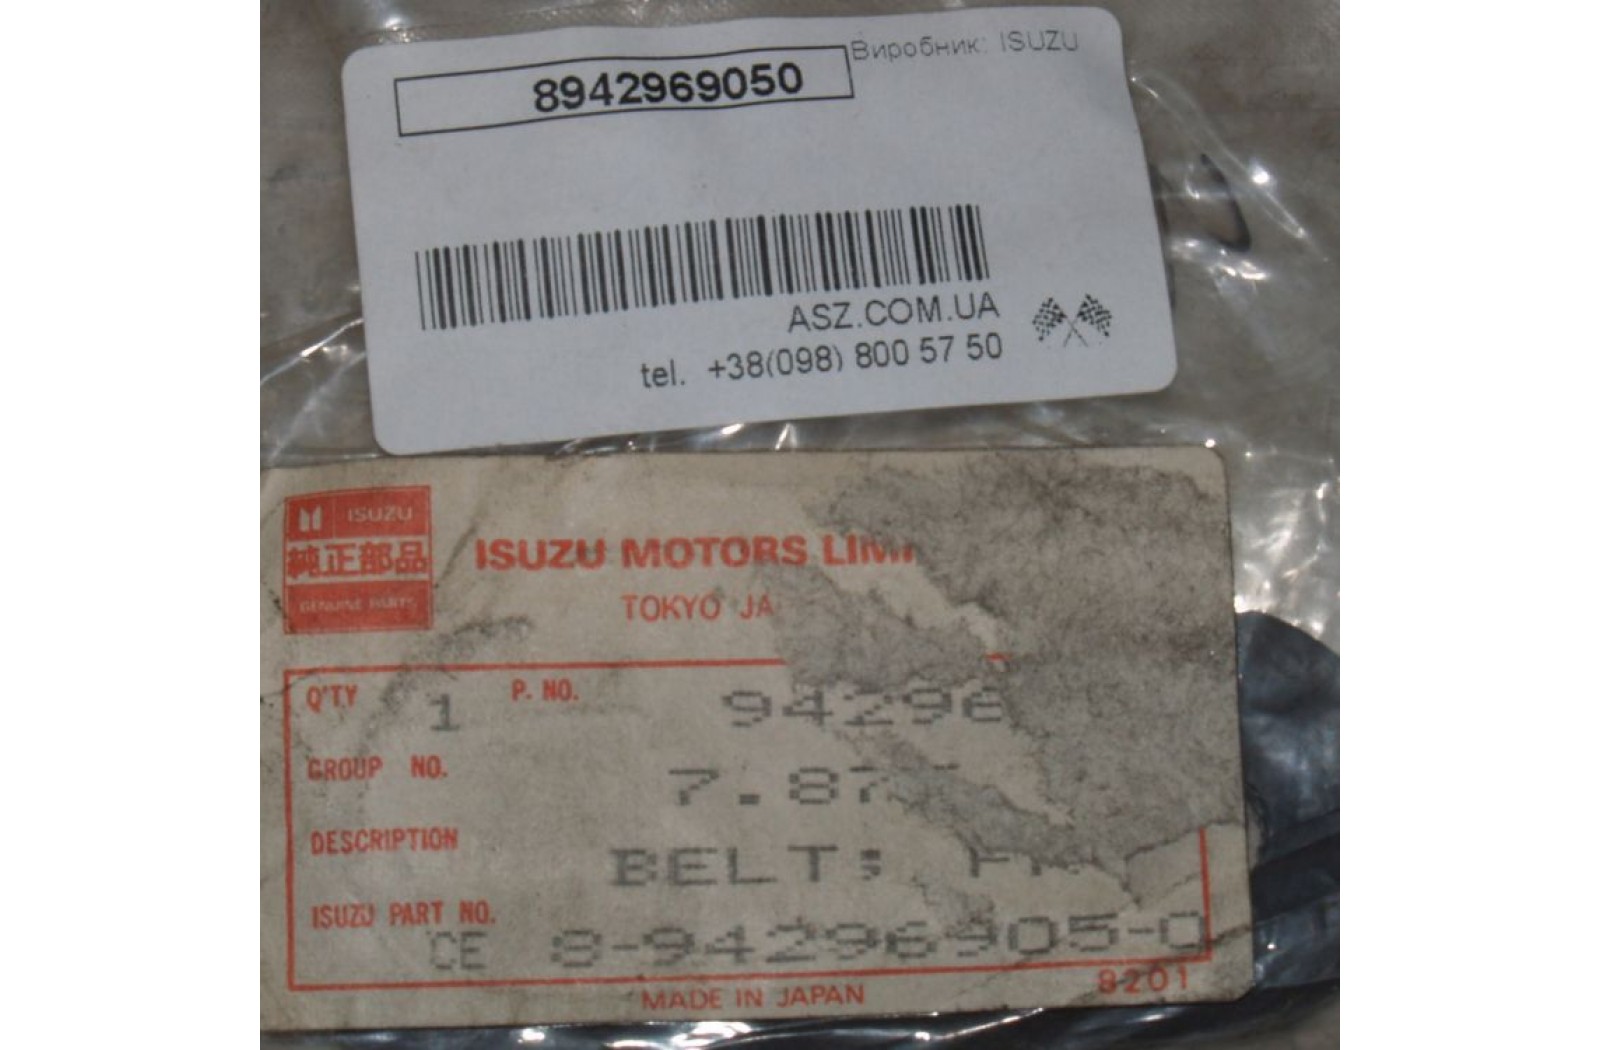 8942969050
Виробник: ISUZU
ASZ.COM.UA
tel. +38(098) 800 57 50
ISUZU
純正部品
GENUINE PARTS
ISUZU MOTORS
TOKYO
Q'TY 1 P. NO. 94296
GROUP NO. 7.87
DESCRIPTION BELT;
ISUZU PART NO.
CE 8-94296905-0
MADE IN JAPAN 8201